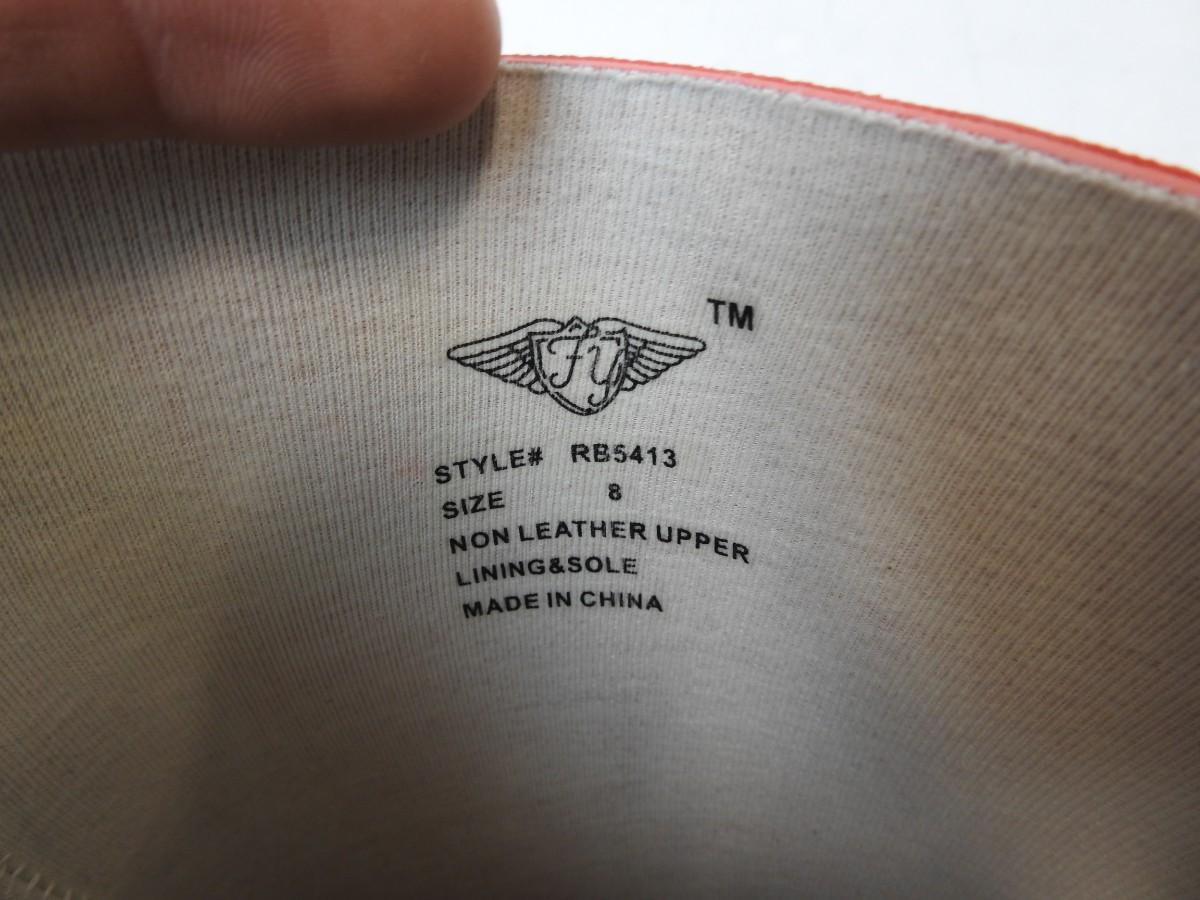 TM
FY
STYLE# RB5413
SIZE 8
NON LEATHER UPPER
LINING&SOLE
MADE IN CHINA